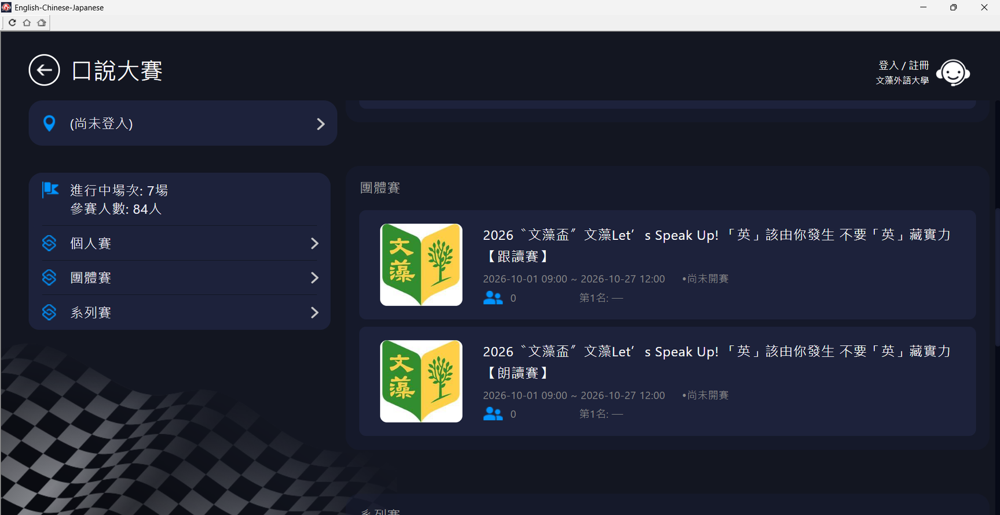 English-Chinese-Japanese
口說大賽
登入 / 註冊
文藻外語大學
(尚未登入)
進行中場次: 7場
參賽人數: 84人
個人賽
團體賽
系列賽
團體賽
文藻
2026〝文藻盃〞文藻Let’s Speak Up! 「英」該由你發生 不要「英」藏實力
【跟讀賽】
2026-10-01 09:00 ~ 2026-10-27 12:00 •尚未開賽
0 第1名: —
文藻
2026〝文藻盃〞文藻Let’s Speak Up! 「英」該由你發生 不要「英」藏實力
【朗讀賽】
2026-10-01 09:00 ~ 2026-10-27 12:00 •尚未開賽
0 第1名: —
系列賽